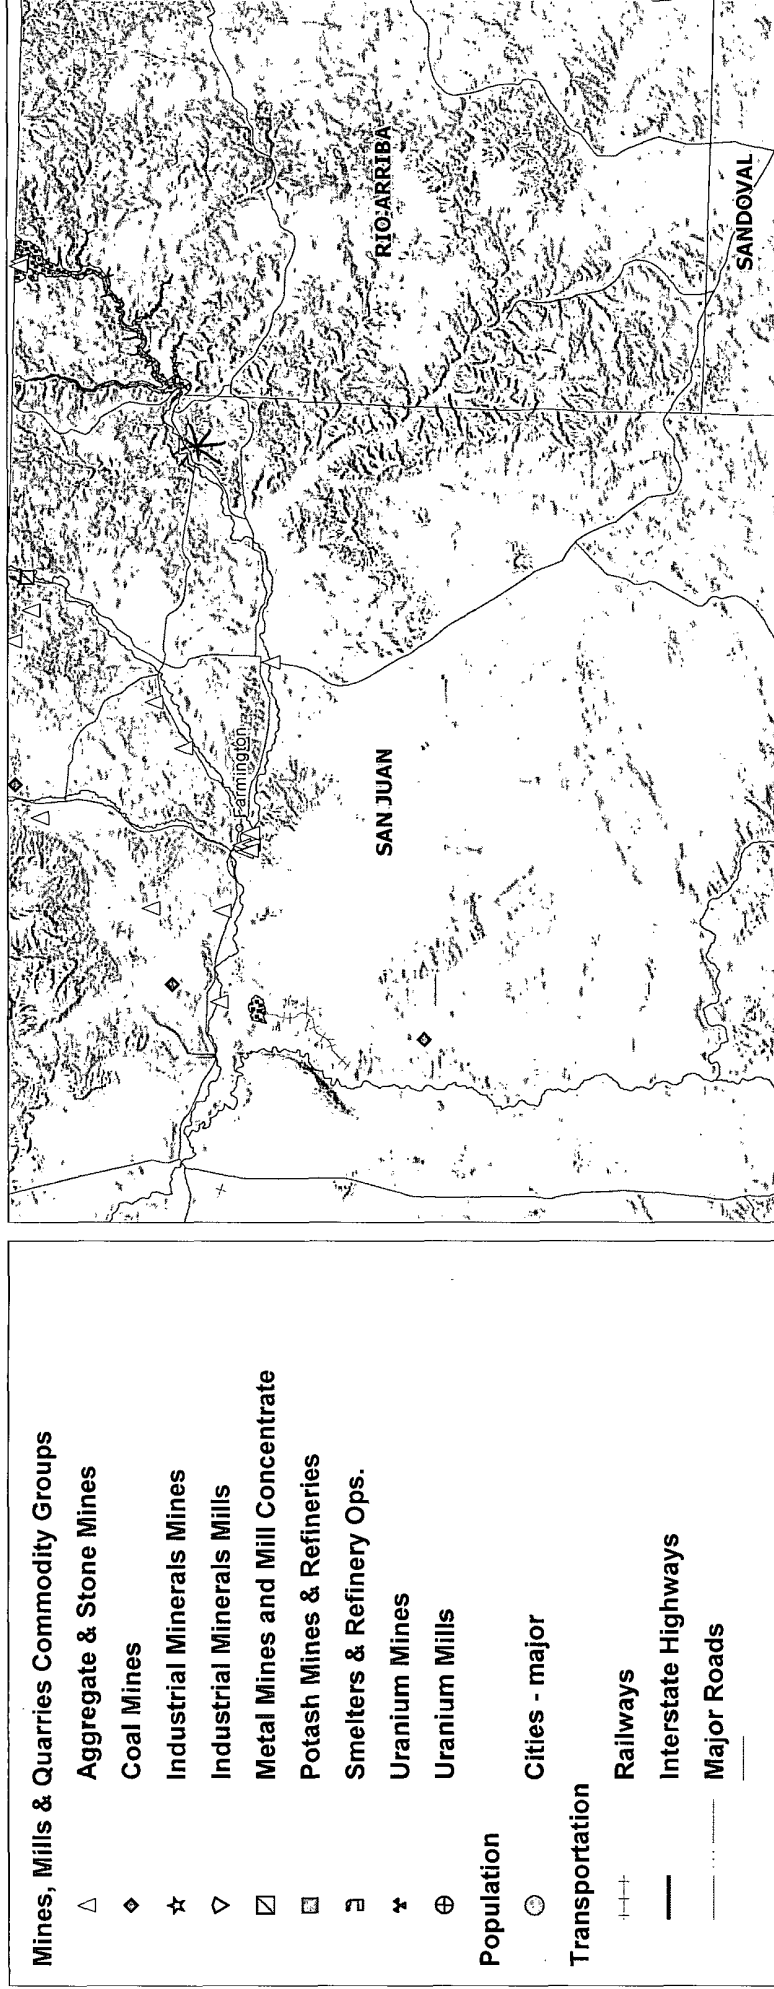 Mines, Mills & Quarries Commodity Groups
Aggregate & Stone Mines
Coal Mines
Industrial Minerals Mines
Industrial Minerals Mills
Metal Mines and Mill Concentrate
Potash Mines & Refineries
Smelters & Refinery Ops.
Uranium Mines
Uranium Mills
Population
Cities - major
Transportation
Railways
Interstate Highways
Major Roads
SAN JUAN
RIO ARRIBA
SANDOVAL
armington